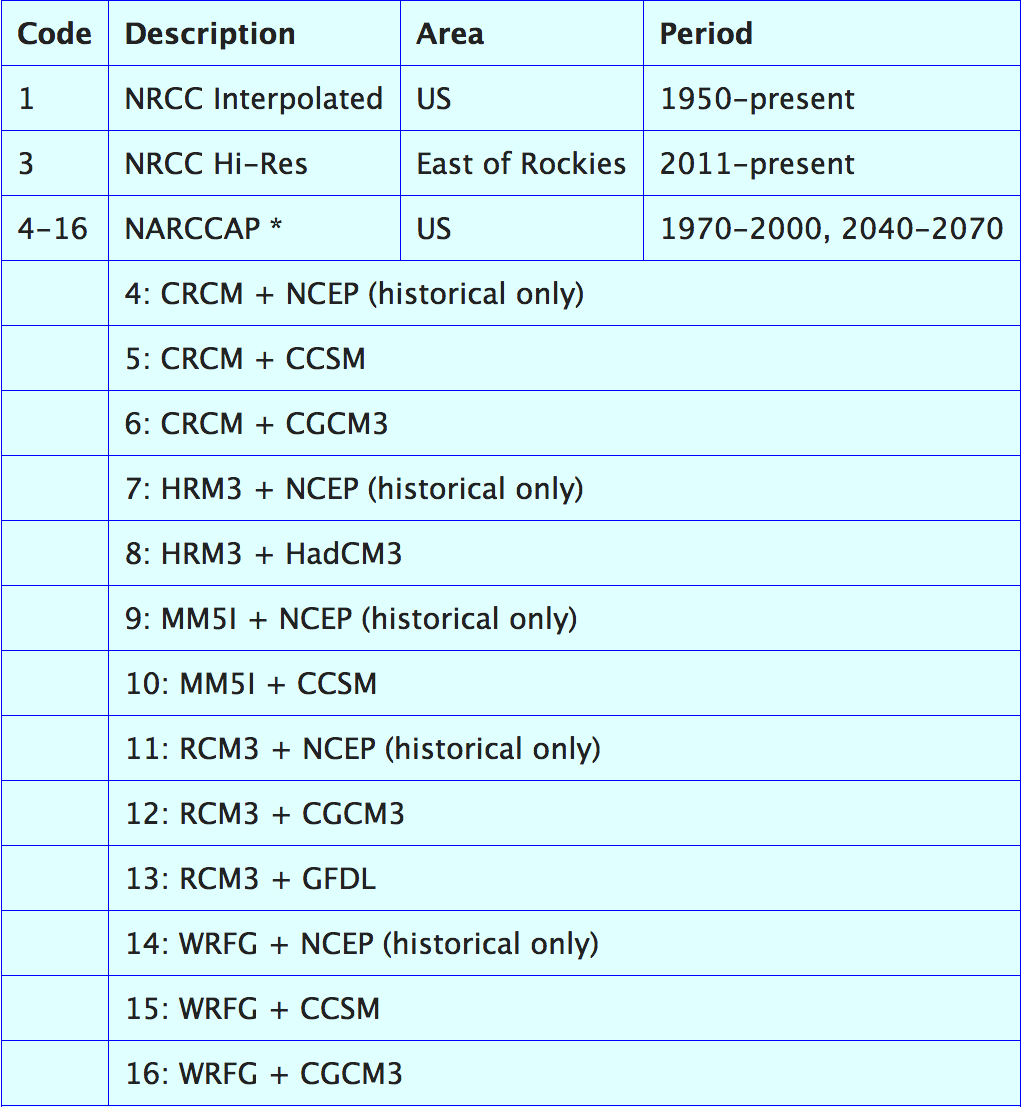 Code Description Area Period
1 NRCC Interpolated US 1950-present
3 NRCC Hi-Res East of Rockies 2011-present
4-16 NARCCAP * US 1970-2000, 2040-2070
4: CRCM + NCEP (historical only)
5: CRCM + CCSM
6: CRCM + CGCM3
7: HRM3 + NCEP (historical only)
8: HRM3 + HadCM3
9: MM5I + NCEP (historical only)
10: MM5I + CCSM
11: RCM3 + NCEP (historical only)
12: RCM3 + CGCM3
13: RCM3 + GFDL
14: WRFG + NCEP (historical only)
15: WRFG + CCSM
16: WRFG + CGCM3